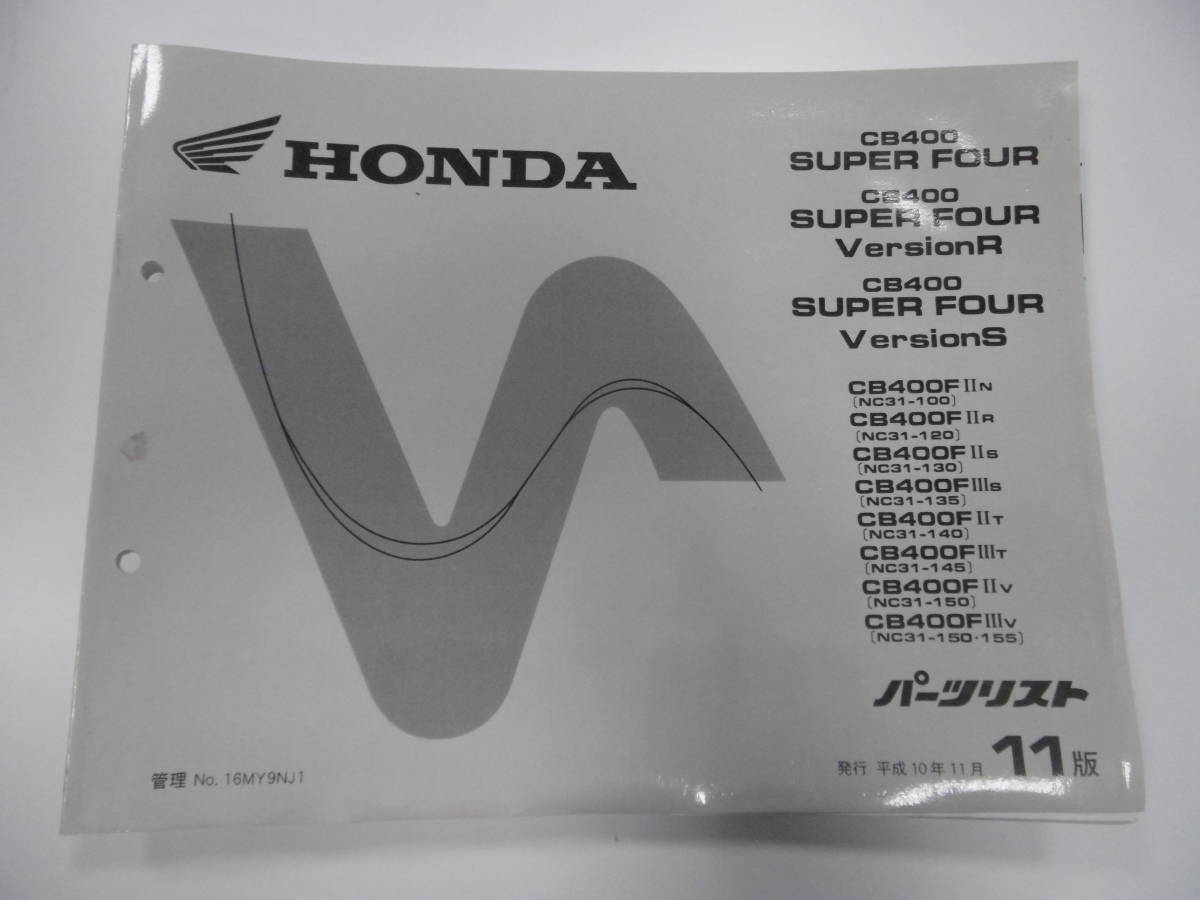 HONDA
CB400
SUPER FOUR
CB400
SUPER FOUR
VersionR
CB400
SUPER FOUR
VersionS
CB400FⅡN
(NC31-100)
CB400FⅡR
(NC31-120)
CB400FⅡS
(NC31-130)
CB400FⅢS
(NC31-135)
CB400FⅡT
(NC31-140)
CB400FⅢT
(NC31-145)
CB400FⅡV
(NC31-150)
CB400FⅢV
(NC31-150・155)
パーツリスト
管理 No. 16MY9NJ1
発行 平成10年11月 11版